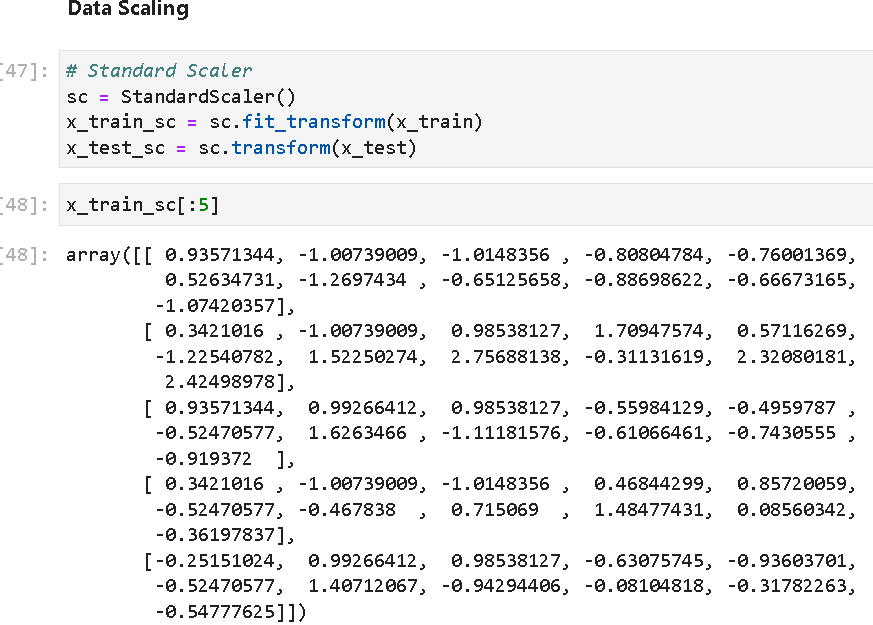 Data Scaling
[47]: # Standard Scaler
sc = StandardScaler()
x_train_sc = sc.fit_transform(x_train)
x_test_sc = sc.transform(x_test)
[48]: x_train_sc[:5]
[48]: array([[ 0.93571344, -1.00739009, -1.0148356 , -0.80804784, -0.76001369,
0.52634731, -1.2697434 , -0.65125658, -0.88698622, -0.66673165,
-1.07420357],
[ 0.3421016 , -1.00739009,  0.98538127,  1.70947574,  0.57116269,
-1.22540782,  1.52250274,  2.75688138, -0.31131619,  2.32080181,
2.42498978],
[ 0.93571344,  0.99266412,  0.98538127, -0.55984129, -0.4959787 ,
-0.52470577,  1.6263466 , -1.11181576, -0.61066461, -0.7430555 ,
-0.919372  ],
[ 0.3421016 , -1.00739009, -1.0148356 ,  0.46844299,  0.85720059,
-0.52470577, -0.467838  ,  0.715069  ,  1.48477431,  0.08560342,
-0.36197837],
[-0.25151024,  0.99266412,  0.98538127, -0.63075745, -0.93603701,
-0.52470577,  1.40712067, -0.94294406, -0.08104818, -0.31782263,
-0.54777625]])